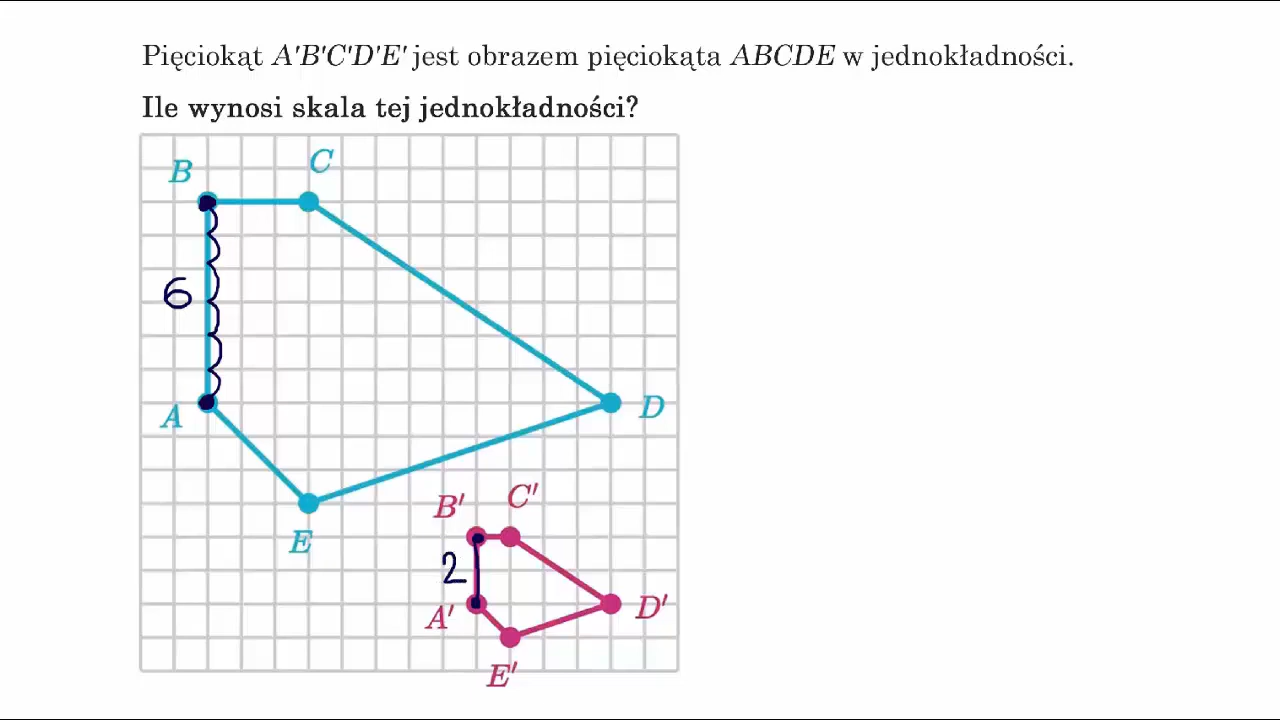 Pięciokąt A'B'C'D'E' jest obrazem pięciokąta ABCDE w jednokładności.
Ile wynosi skala tej jednokładności?
B C
6
A D
B' C'
E
2
A' D'
E'